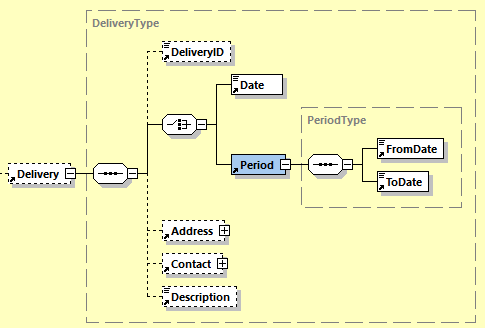 DeliveryType
DeliveryID
Date
PeriodType
FromDate
Period
Delivery
ToDate
Address
Contact
Description